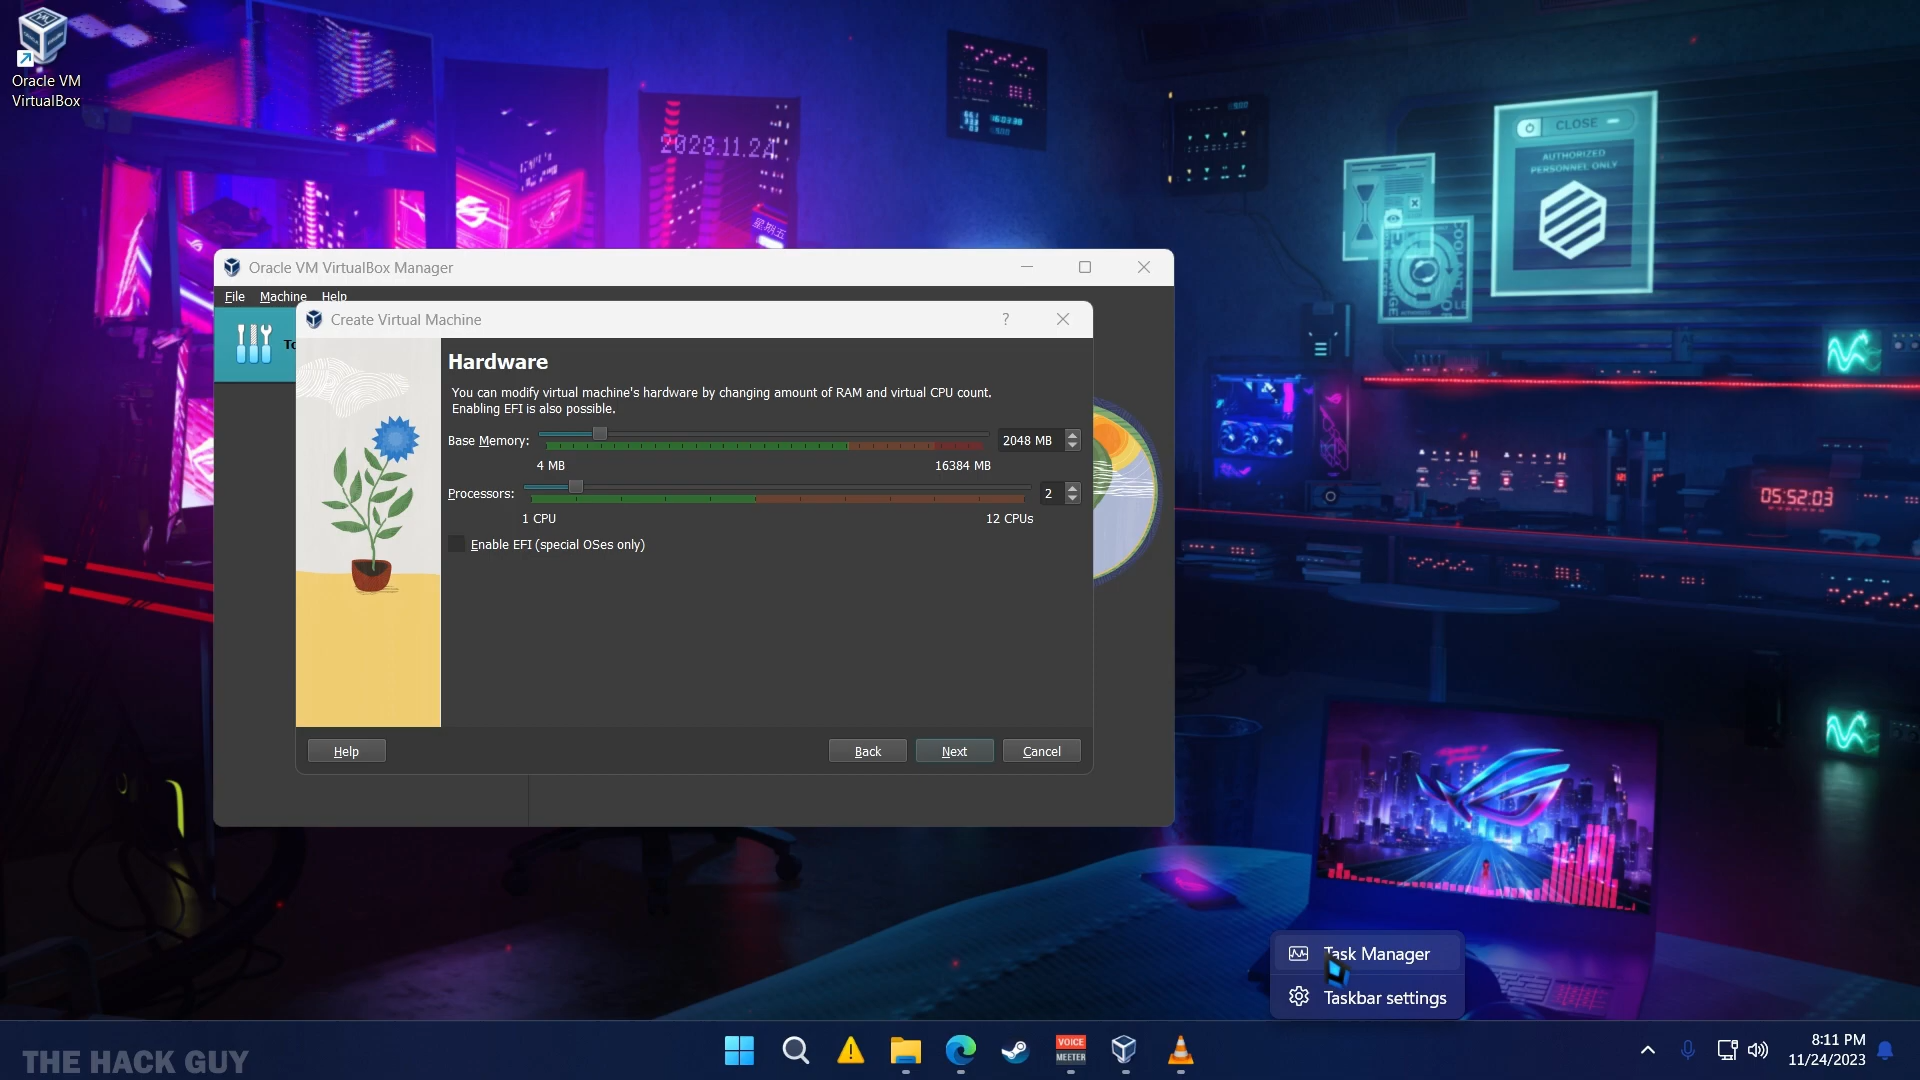 Oracle VM
VirtualBox
2023.11.24
星期五
CLOSE
AUTHORIZED
PERSONNEL ONLY
Oracle VM VirtualBox Manager
File Machine Help
Create Virtual Machine
?
To
Hardware
You can modify virtual machine's hardware by changing amount of RAM and virtual CPU count.
Enabling EFI is also possible.
Base Memory:
2048 MB
4 MB
16384 MB
Processors:
2
1 CPU
12 CPUs
Enable EFI (special OSes only)
05:52:03
Help
Back
Next
Cancel
Task Manager
Taskbar settings
THE HACK GUY
VOICE
MEETER
8:11 PM
11/24/2023